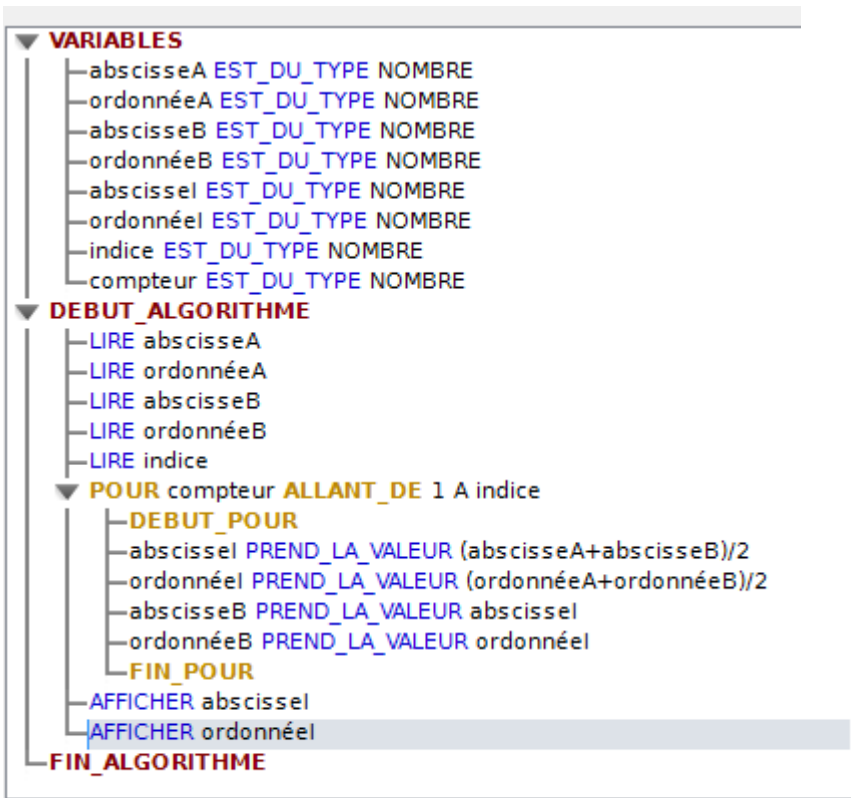 VARIABLES
abscisseA EST_DU_TYPE NOMBRE
ordonnéeA EST_DU_TYPE NOMBRE
abscisseB EST_DU_TYPE NOMBRE
ordonnéeB EST_DU_TYPE NOMBRE
abscisseI EST_DU_TYPE NOMBRE
ordonnéeI EST_DU_TYPE NOMBRE
indice EST_DU_TYPE NOMBRE
compteur EST_DU_TYPE NOMBRE
DEBUT_ALGORITHME
LIRE abscisseA
LIRE ordonnéeA
LIRE abscisseB
LIRE ordonnéeB
LIRE indice
POUR compteur ALLANT_DE 1 A indice
DEBUT_POUR
abscisseI PREND_LA_VALEUR (abscisseA+abscisseB)/2
ordonnéeI PREND_LA_VALEUR (ordonnéeA+ordonnéeB)/2
abscisseB PREND_LA_VALEUR abscisseI
ordonnéeB PREND_LA_VALEUR ordonnéeI
FIN_POUR
AFFICHER abscisseI
AFFICHER ordonnéeI
FIN_ALGORITHME